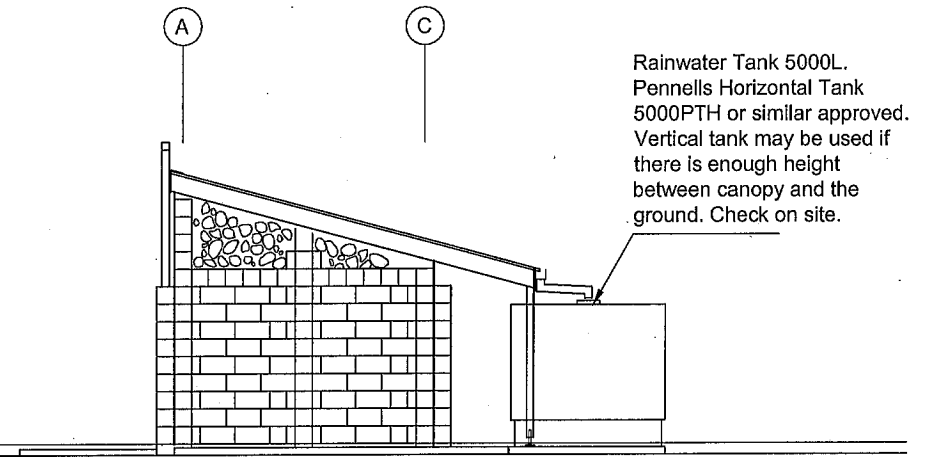 A
C
Rainwater Tank 5000L.
Pennells Horizontal Tank
5000PTH or similar approved.
Vertical tank may be used if
there is enough height
between canopy and the
ground. Check on site.